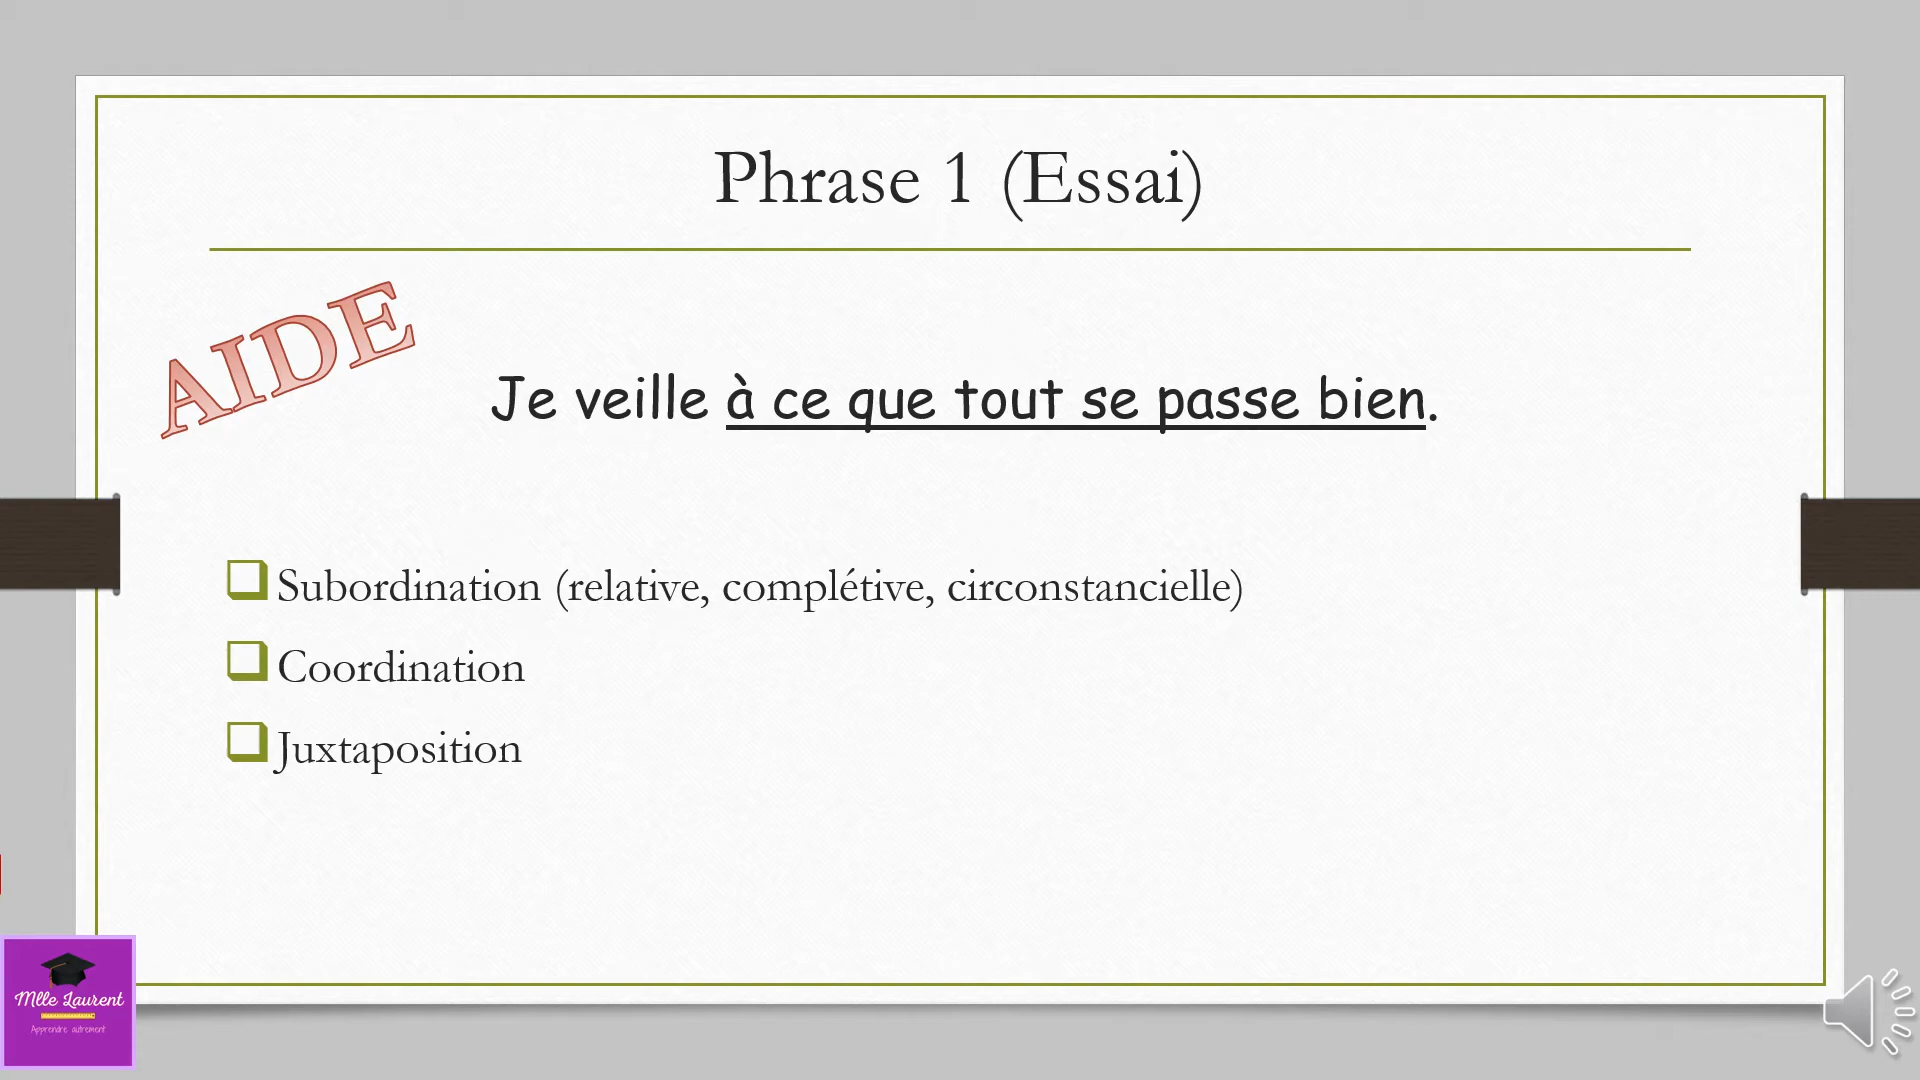 Phrase 1 (Essai)
AIDE
Je veille à ce que tout se passe bien.
Subordination (relative, complétive, circonstancielle)
Coordination
Juxtaposition
Mlle Laurent
Apprendre autrement